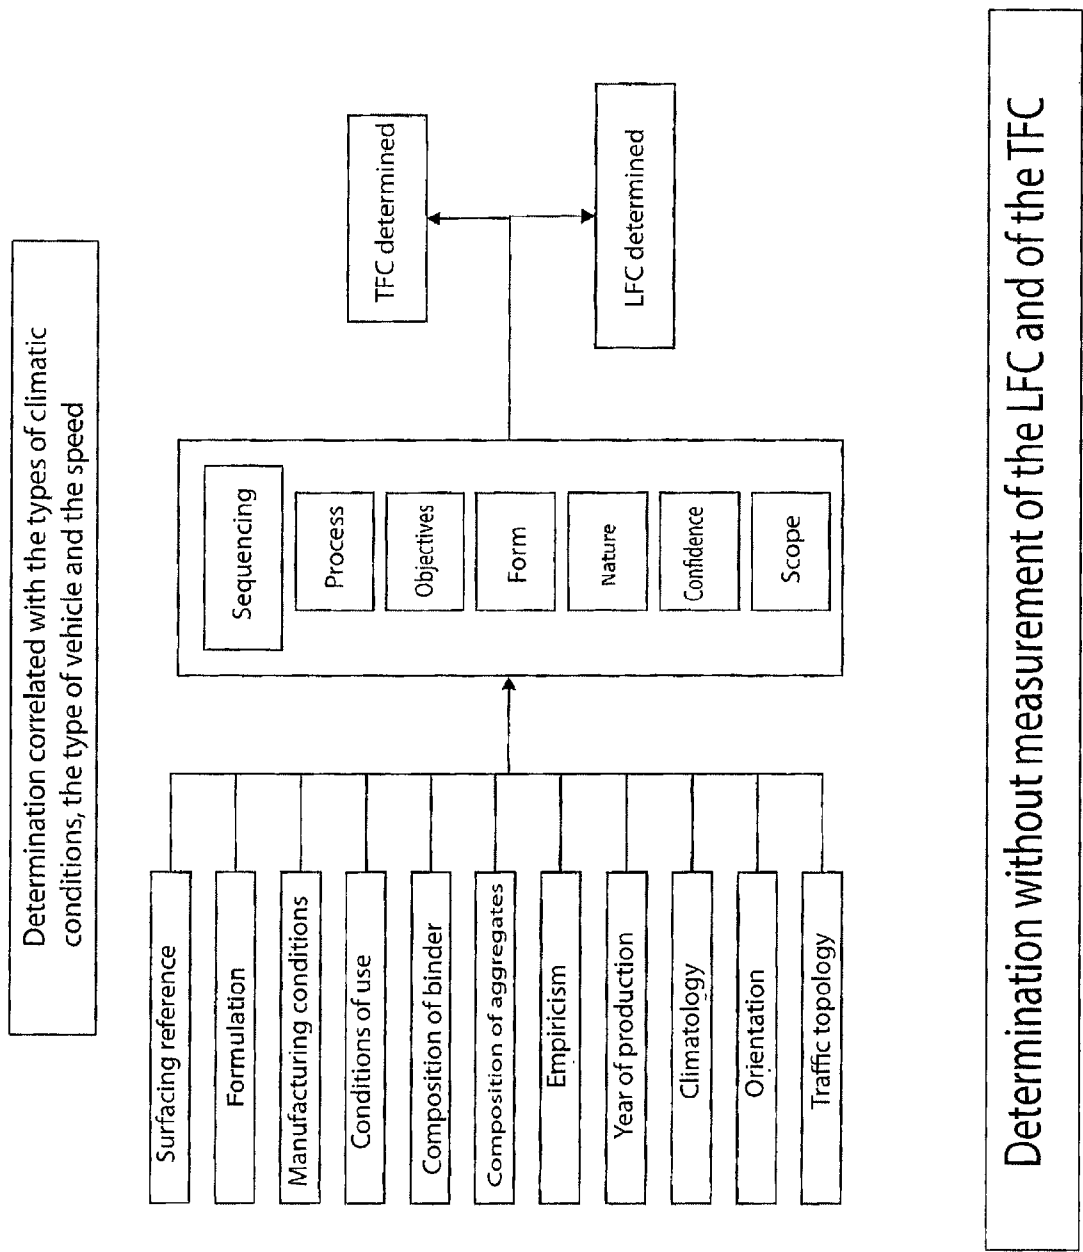 Determination correlated with the types of climatic
conditions, the type of vehicle and the speed
Surfacing reference
Formulation
Manufacturing conditions
Conditions of use
Composition of binder
Composition of aggregates
Empiricism
Year of production
Climatology
Orientation
Traffic topology
Sequencing
Process
Objectives
Form
Nature
Confidence
Scope
TFC determined
LFC determined
Determination without measurement of the LFC and of the TFC